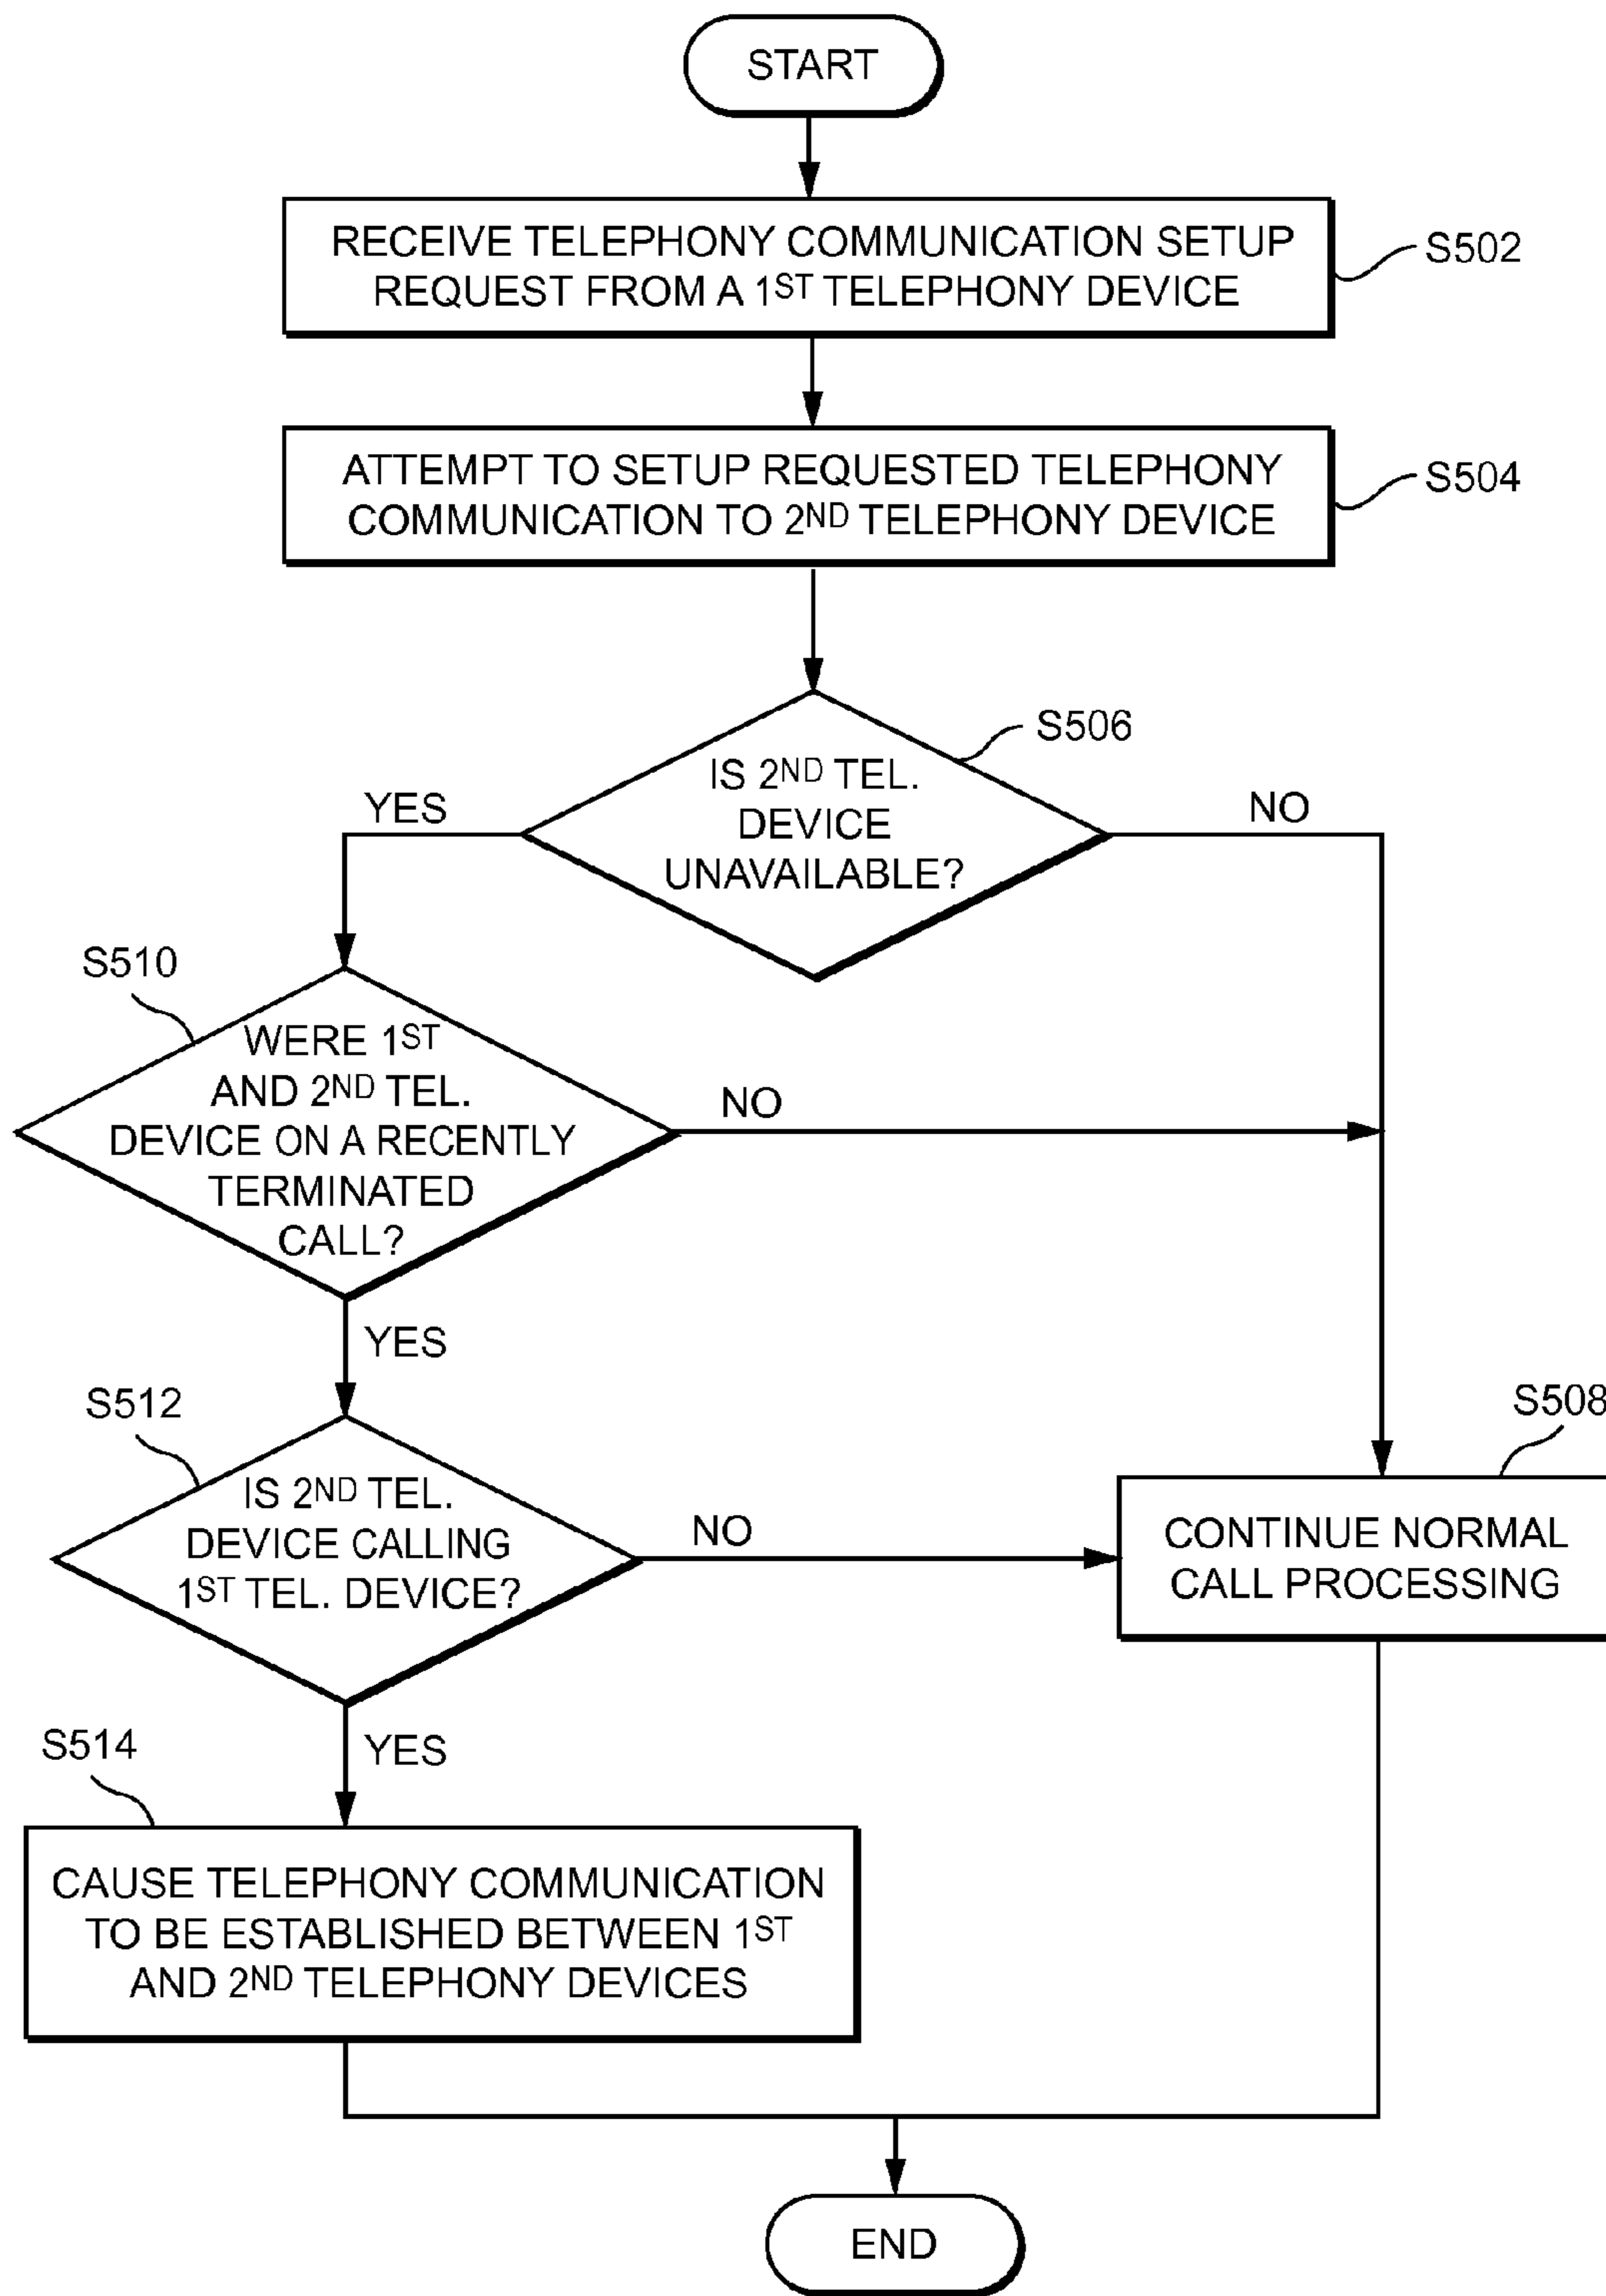 START
RECEIVE TELEPHONY COMMUNICATION SETUP
REQUEST FROM A 1ST TELEPHONY DEVICE
S502
ATTEMPT TO SETUP REQUESTED TELEPHONY
COMMUNICATION TO 2ND TELEPHONY DEVICE
S504
S506
IS 2ND TEL.
DEVICE
UNAVAILABLE?
YES
NO
S510
WERE 1ST
AND 2ND TEL.
DEVICE ON A RECENTLY
TERMINATED
CALL?
NO
YES
S512
IS 2ND TEL.
DEVICE CALLING
1ST TEL. DEVICE?
NO
S508
CONTINUE NORMAL
CALL PROCESSING
YES
S514
CAUSE TELEPHONY COMMUNICATION
TO BE ESTABLISHED BETWEEN 1ST
AND 2ND TELEPHONY DEVICES
END